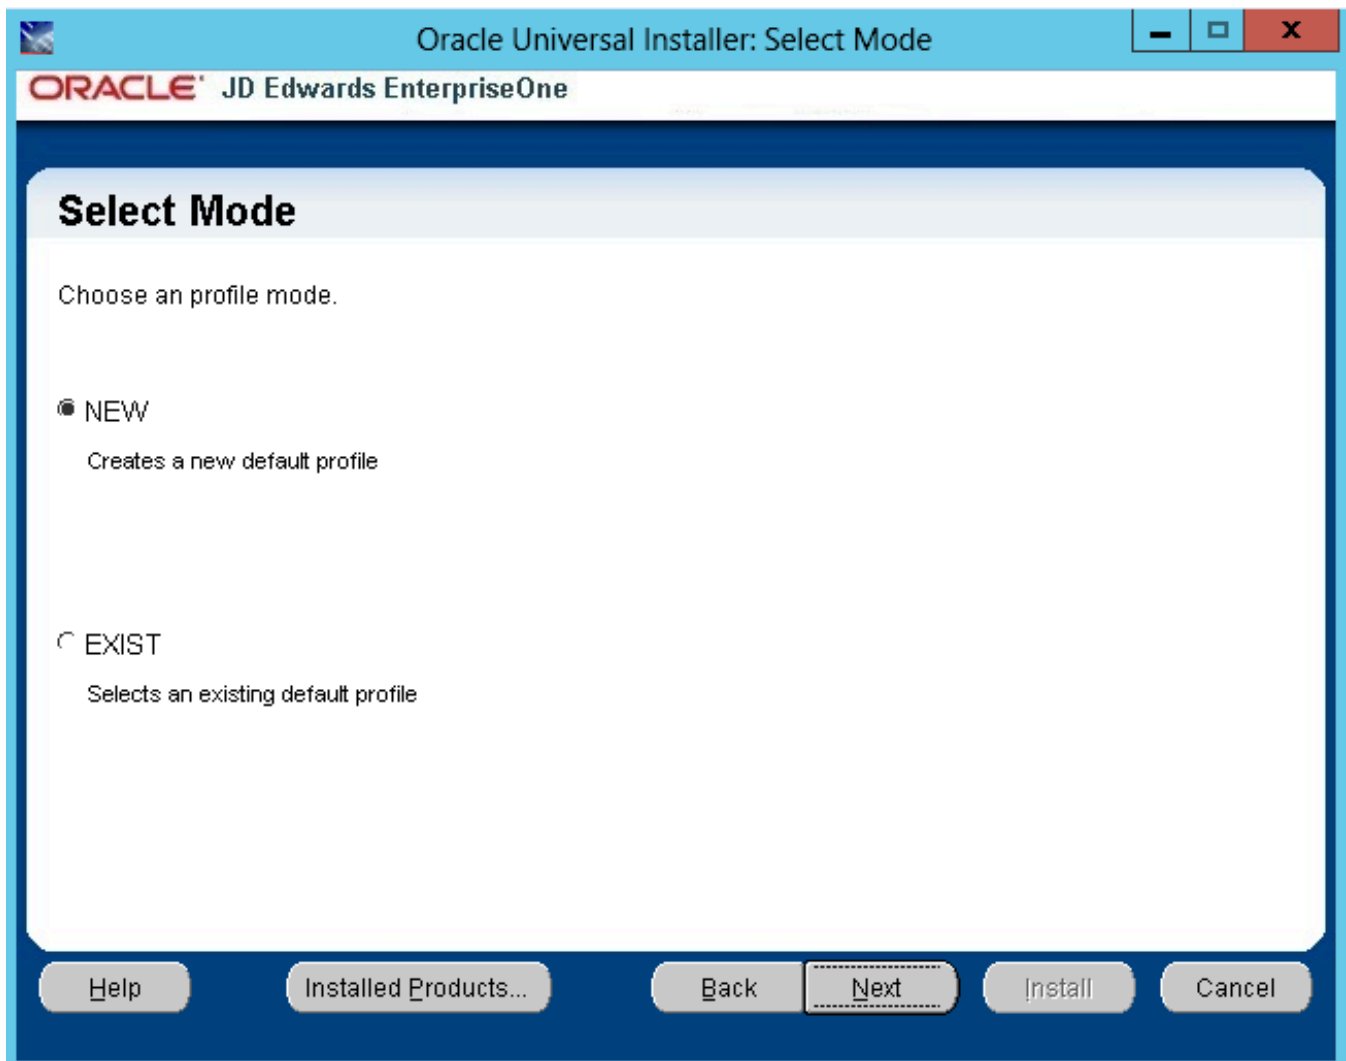 Oracle Universal Installer: Select Mode
ORACLE JD Edwards EnterpriseOne
Select Mode
Choose an profile mode.
NEW
Creates a new default profile
EXIST
Selects an existing default profile
Help Installed Products... Back Next Install Cancel